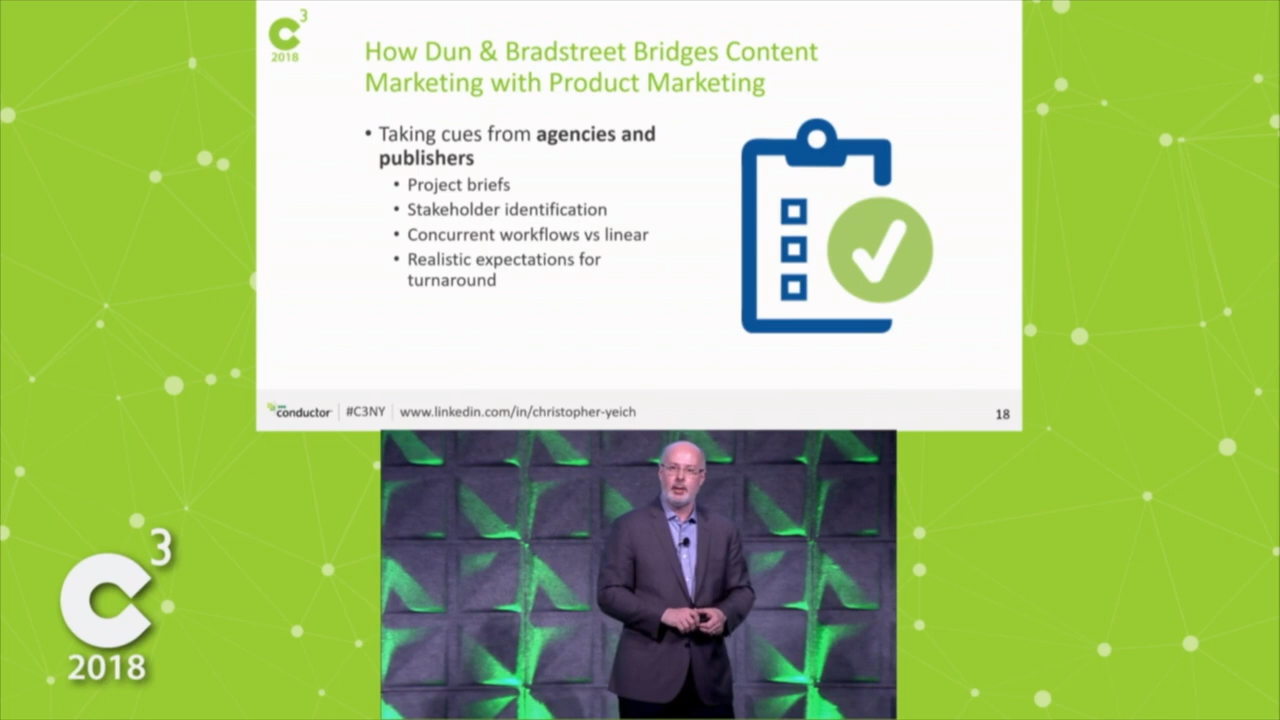 C3
2018
How Dun & Bradstreet Bridges Content
Marketing with Product Marketing
• Taking cues from agencies and
publishers
• Project briefs
• Stakeholder identification
• Concurrent workflows vs linear
• Realistic expectations for
turnaround
conductor #C3NY www.linkedin.com/in/christopher-yeich 18
C3
2018